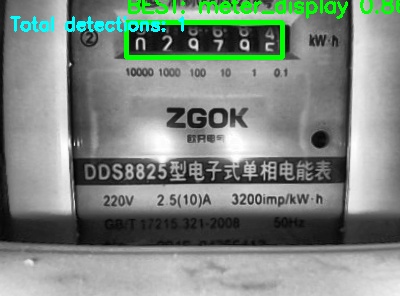 BEST: meter_display 0.8
Total detections: 1
② 0 2 9 7 9 kW·h
10000 1000 100 10 1 0.1
ZGOK
DDS8825型电子式单相电能表
220V 2.5(10)A 3200imp/kW·h
GB/T 17215.321-2008 50Hz